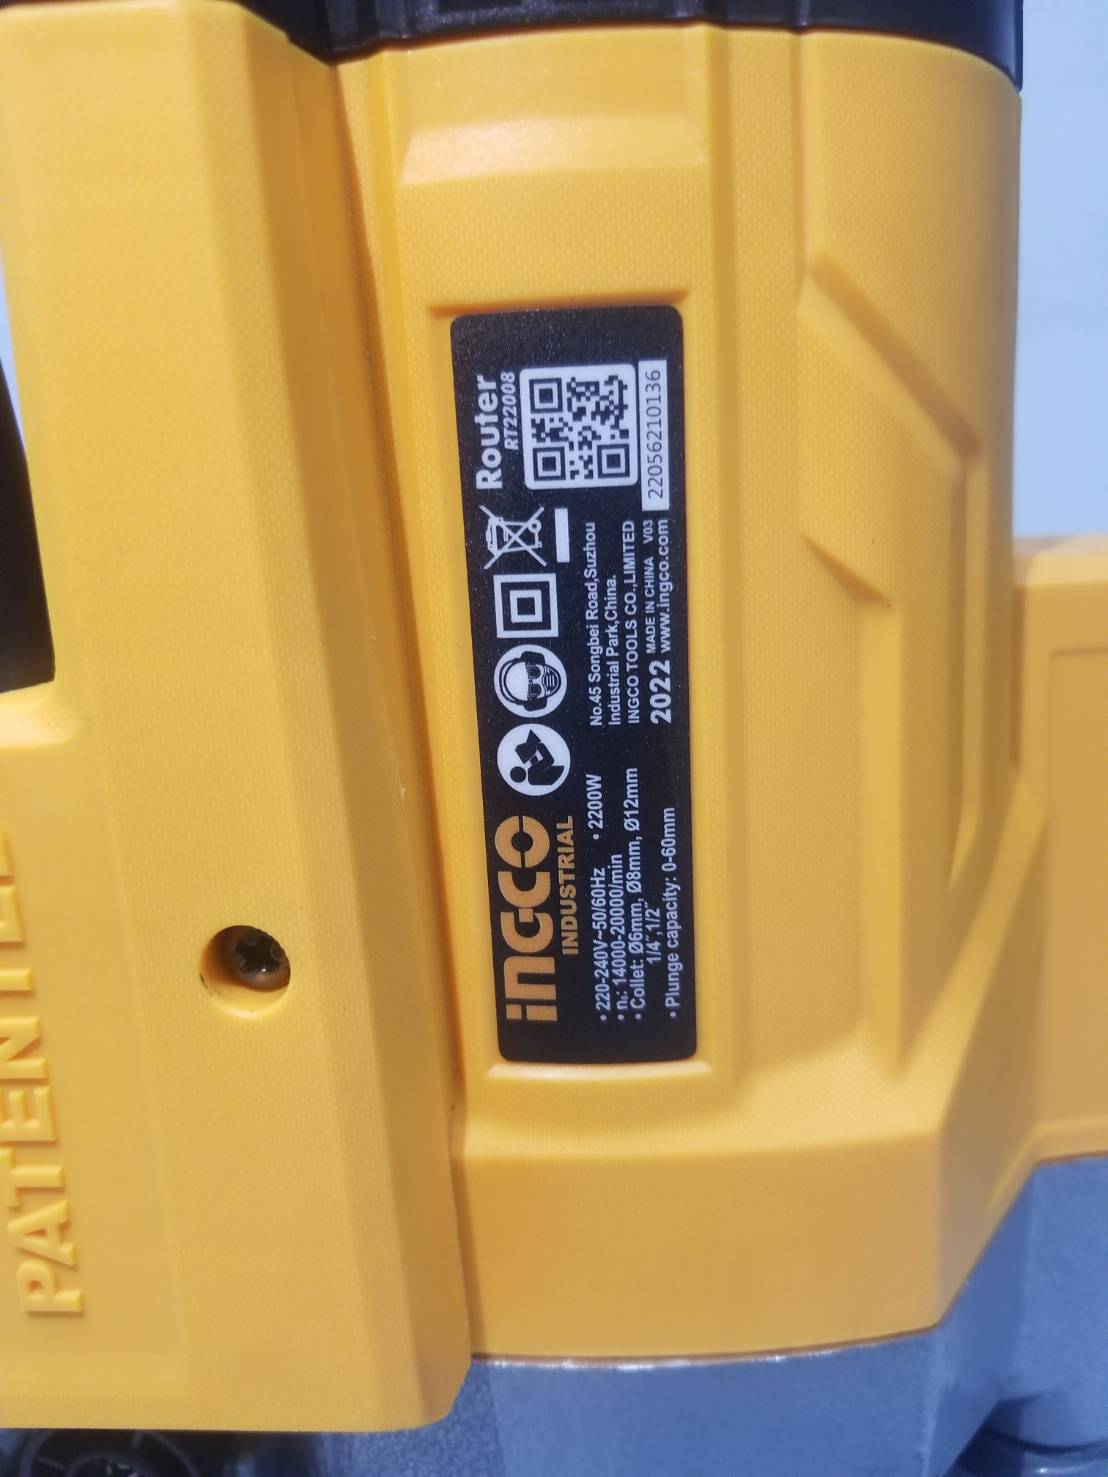 INGCO
INDUSTRIAL
• 220-240V~50/60Hz • 2200W
• n₀: 14000-20000/min
• Collet: Ø6mm, Ø8mm, Ø12mm
1/4″,1/2″
• Plunge capacity: 0-60mm
No.45 Songbei Road,Suzhou
Industrial Park,China.
INGCO TOOLS CO.,LIMITED
2022 MADE IN CHINA V03
www.ingco.com
Router
RT22008
22056210136